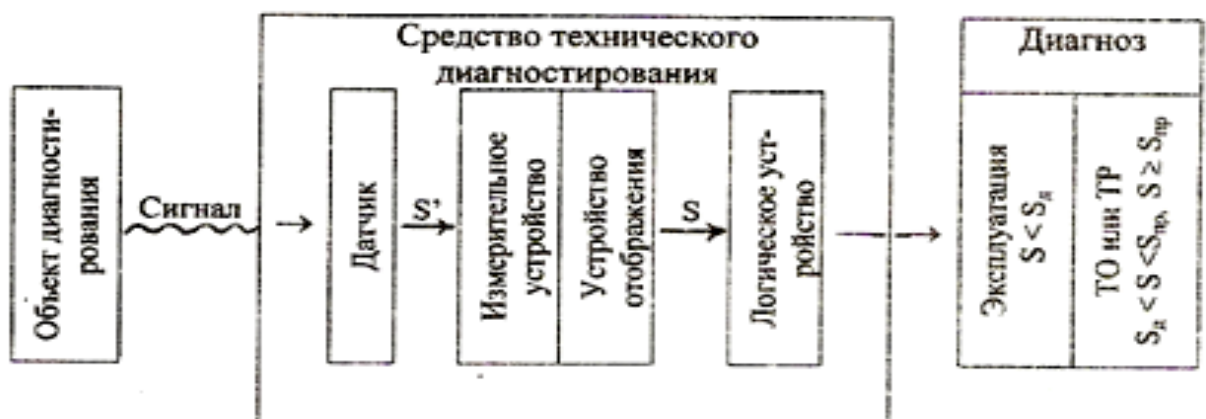 Средство технического
диагностирования
Диагноз
Объект диагности-
рования
Сигнал
Датчик
S'
Измерительное
устройство
Устройство
отображения
S
Логическое уст-
ройство
Эксплуатация
S < Sд
ТО или ТР
Sд < S <Sпр, S ≥ Sпр